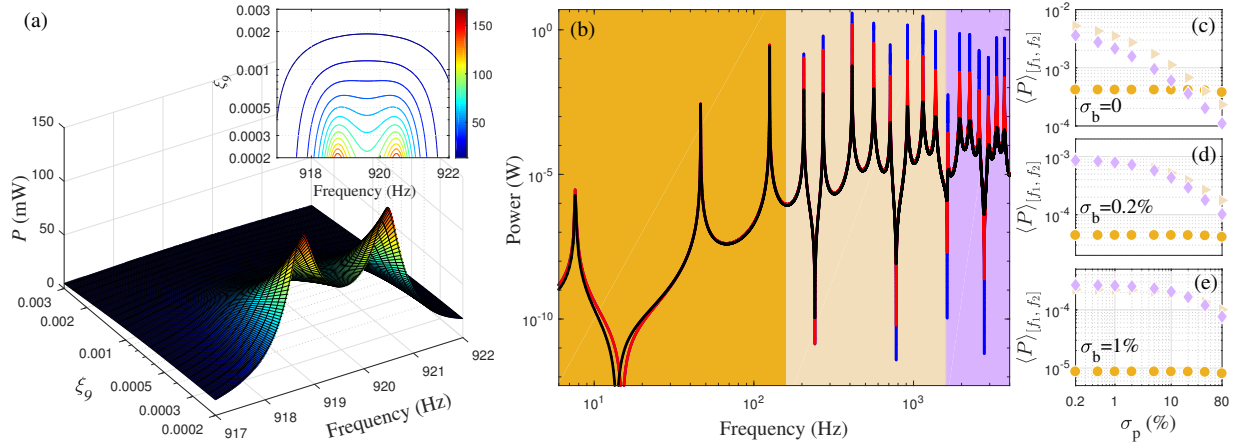 (a)
P (mW)
150
100
50
0
0.003
0.002
0.001
0.0005
0.0003
0.0002
ξ9
917
918
919
920
921
922
Frequency (Hz)
ξ9
0.003
0.002
0.001
0.0005
0.0003
0.0002
918
920
922
Frequency (Hz)
150
100
50
(b)
Power (W)
10^0
10^-5
10^-10
10^1
10^2
10^3
Frequency (Hz)
(c)
⟨P⟩[f1, f2]
10^-2
10^-3
10^-4
σb=0
(d)
⟨P⟩[f1, f2]
10^-3
10^-4
σb=0.2%
(e)
⟨P⟩[f1, f2]
10^-4
10^-5
σb=1%
0.2
1
5
20
80
σp (%)